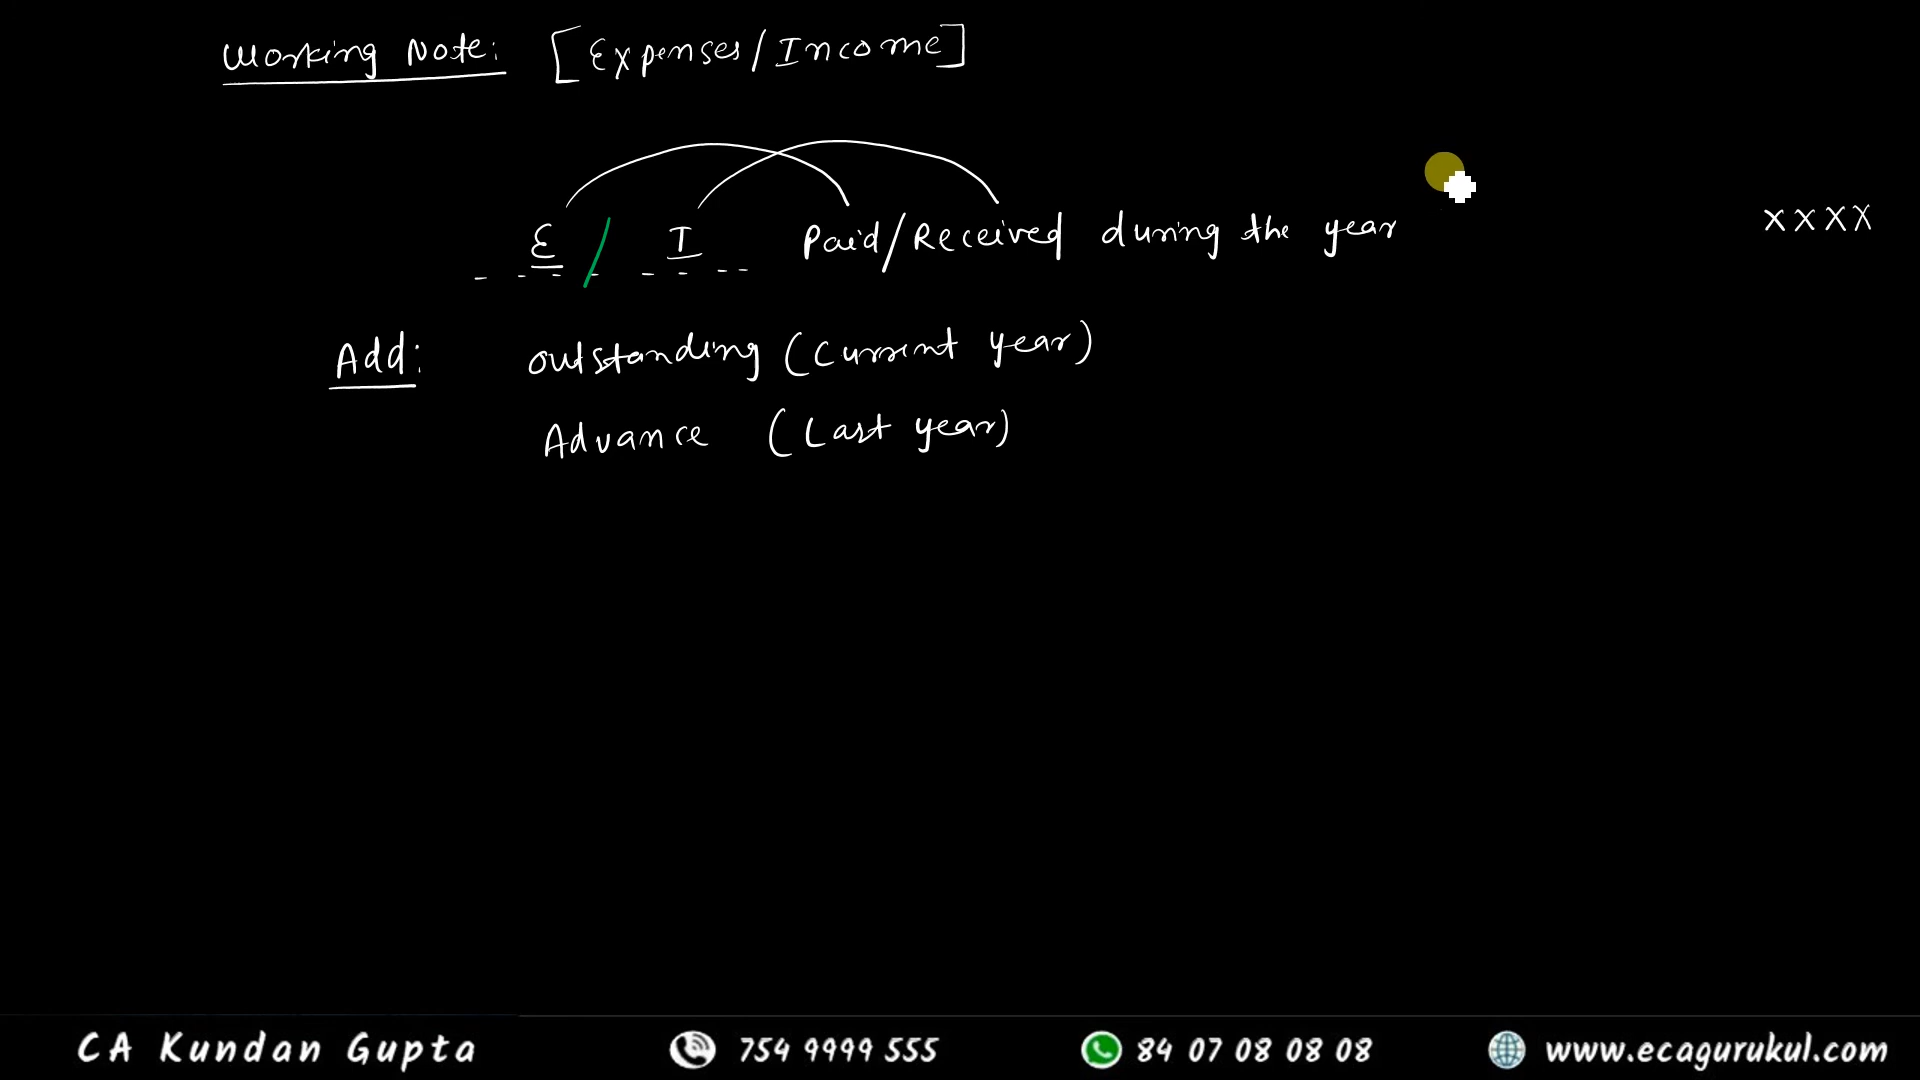 Working Note: [Expenses/Income]
E / I Paid/Received during the year xxxx
Add: outstanding (current year)
Advance (Last year)
CA Kundan Gupta 754 9999 555 84 07 08 08 08 www.ecagurukul.com